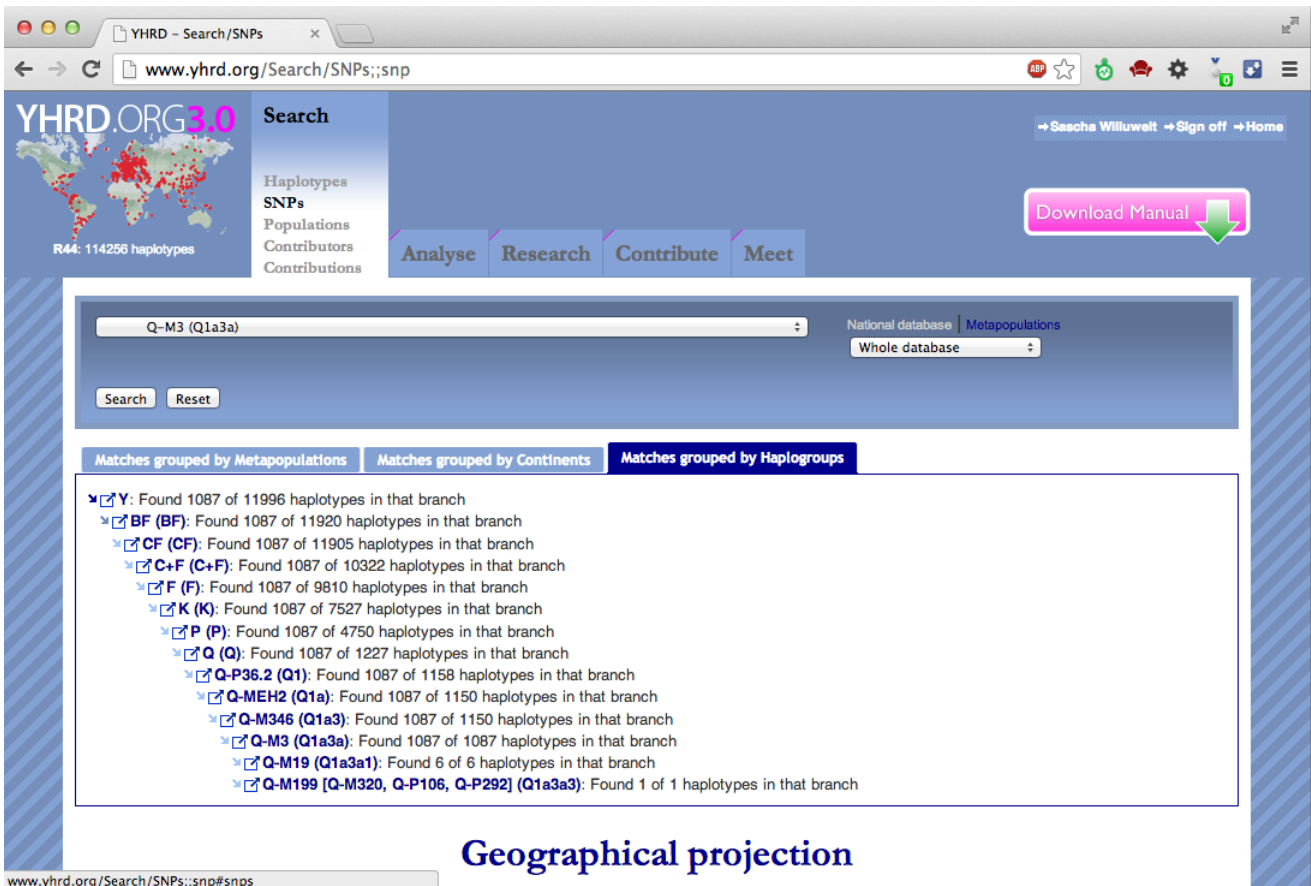 YHRD – Search/SNPs
www.yhrd.org/Search/SNPs;;snp
ABP
0
YHRD.ORG3.0
R44: 114256 haplotypes
Search
Haplotypes
SNPs
Populations
Contributors
Contributions
Analyse
Research
Contribute
Meet
→Sascha Willuweit →Sign off →Home
Download Manual
Q-M3 (Q1a3a)
National database | Metapopulations
Whole database
Search
Reset
Matches grouped by Metapopulations
Matches grouped by Continents
Matches grouped by Haplogroups
Y: Found 1087 of 11996 haplotypes in that branch
BF (BF): Found 1087 of 11920 haplotypes in that branch
CF (CF): Found 1087 of 11905 haplotypes in that branch
C+F (C+F): Found 1087 of 10322 haplotypes in that branch
F (F): Found 1087 of 9810 haplotypes in that branch
K (K): Found 1087 of 7527 haplotypes in that branch
P (P): Found 1087 of 4750 haplotypes in that branch
Q (Q): Found 1087 of 1227 haplotypes in that branch
Q-P36.2 (Q1): Found 1087 of 1158 haplotypes in that branch
Q-MEH2 (Q1a): Found 1087 of 1150 haplotypes in that branch
Q-M346 (Q1a3): Found 1087 of 1150 haplotypes in that branch
Q-M3 (Q1a3a): Found 1087 of 1087 haplotypes in that branch
Q-M19 (Q1a3a1): Found 6 of 6 haplotypes in that branch
Q-M199 [Q-M320, Q-P106, Q-P292] (Q1a3a3): Found 1 of 1 haplotypes in that branch
Geographical projection
www.yhrd.org/Search/SNPs::snp#snps